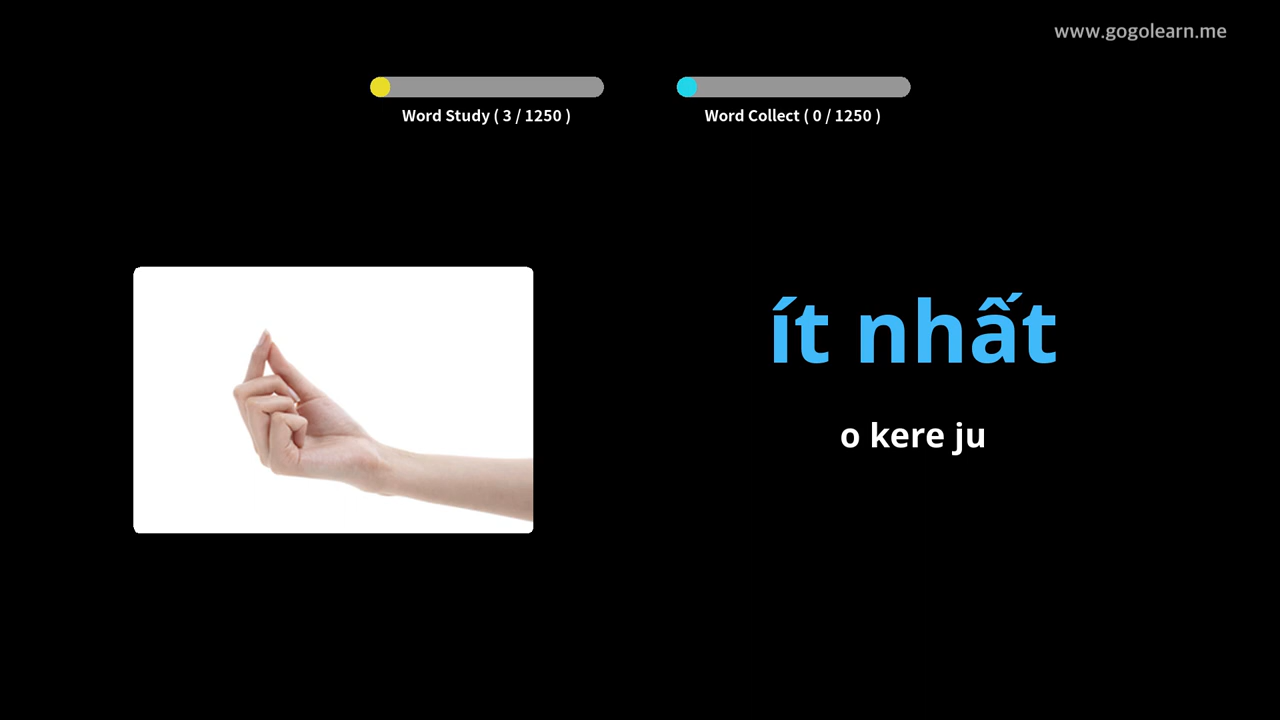 www.gogolearn.me
Word Study ( 3 / 1250 )
Word Collect ( 0 / 1250 )
ít nhất
o kere ju